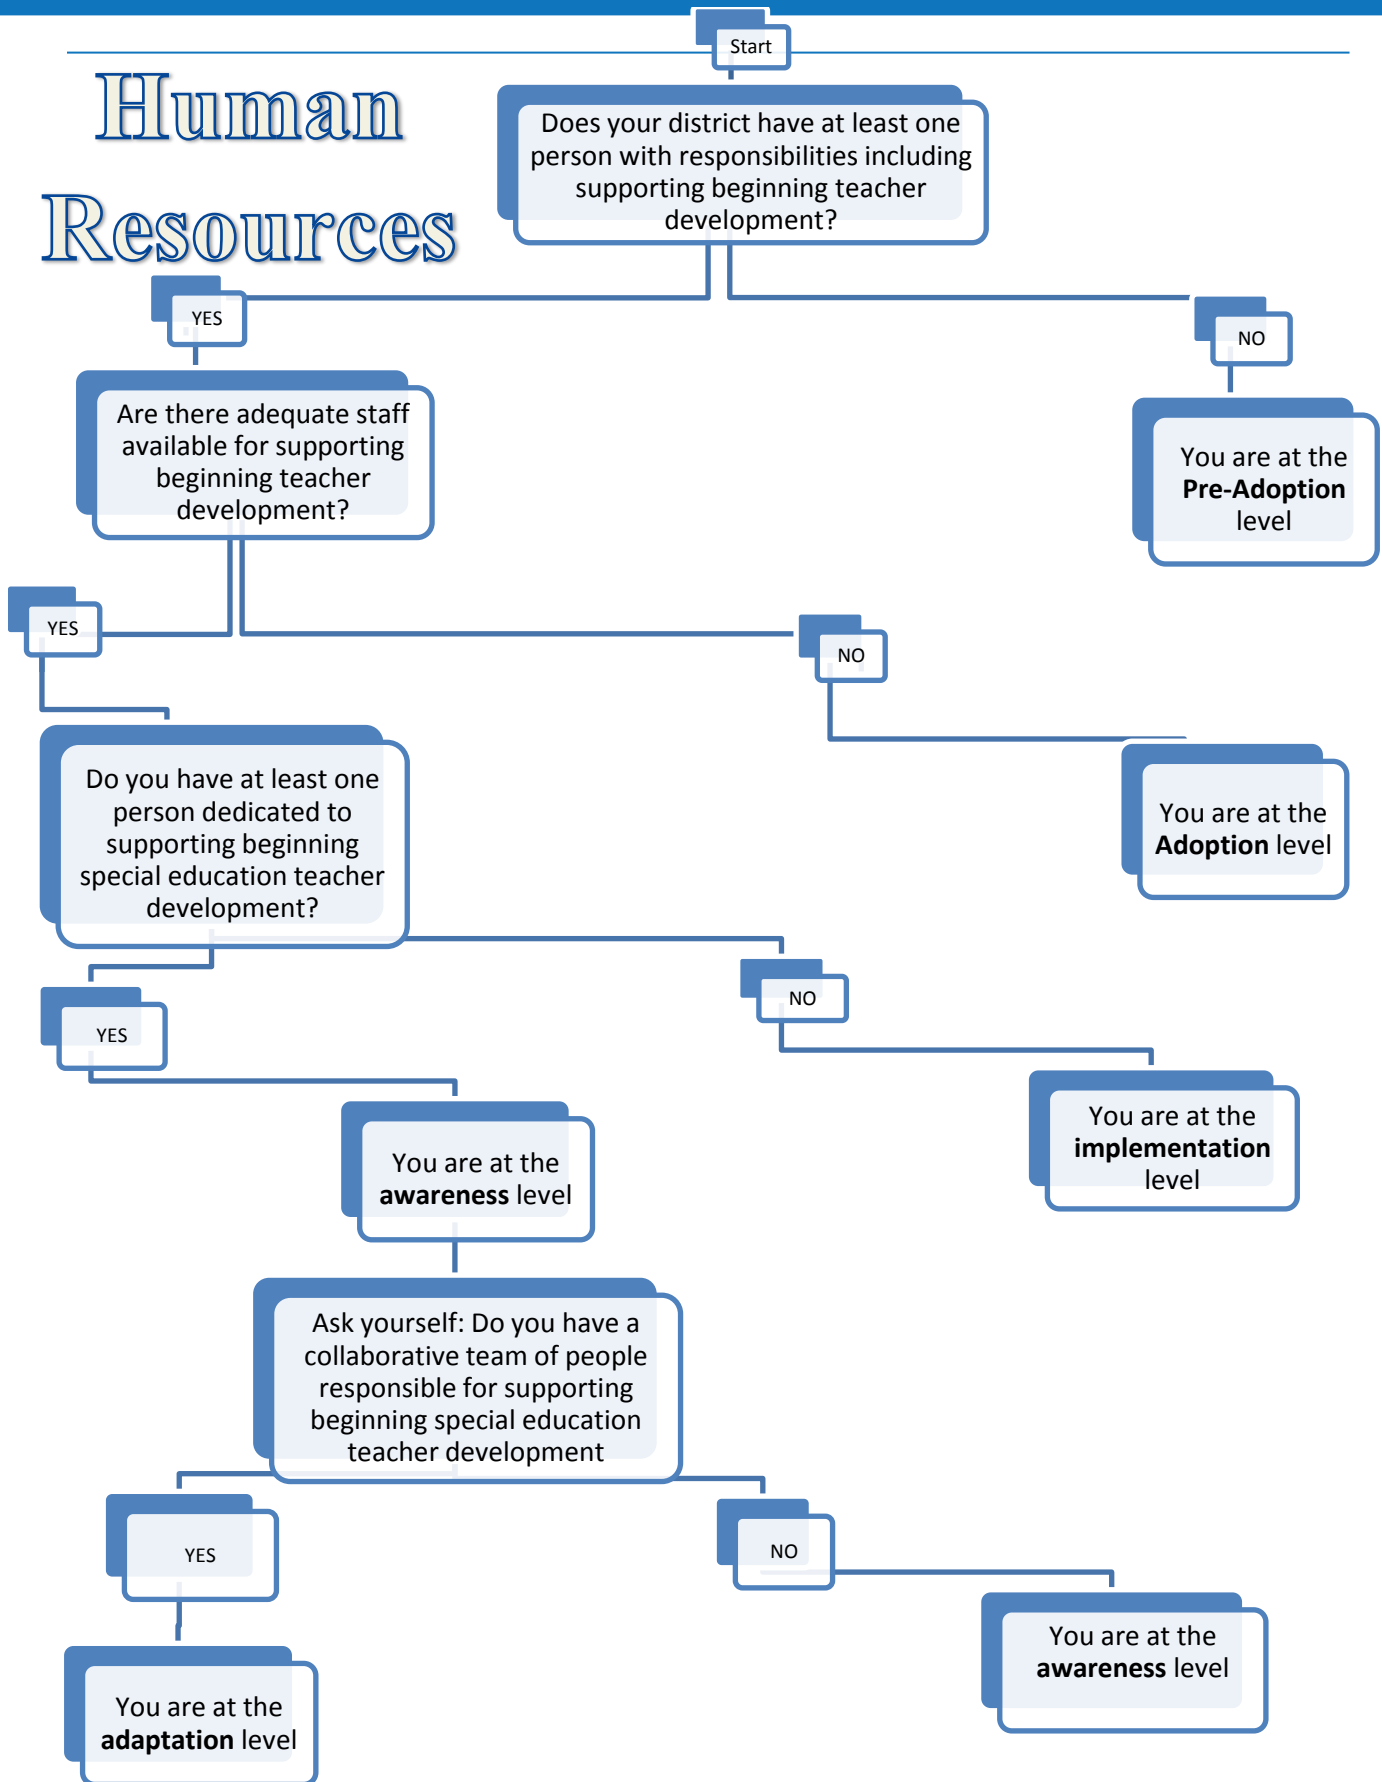 Start
Human
Resources
Does your district have at least one
person with responsibilities including
supporting beginning teacher
development?
YES
NO
Are there adequate staff
available for supporting
beginning teacher
development?
You are at the
Pre-Adoption
level
YES
NO
Do you have at least one
person dedicated to
supporting beginning
special education teacher
development?
You are at the
Adoption level
YES
NO
You are at the
awareness level
You are at the
implementation
level
Ask yourself: Do you have a
collaborative team of people
responsible for supporting
beginning special education
teacher development
YES
NO
You are at the
adaptation level
You are at the
awareness level